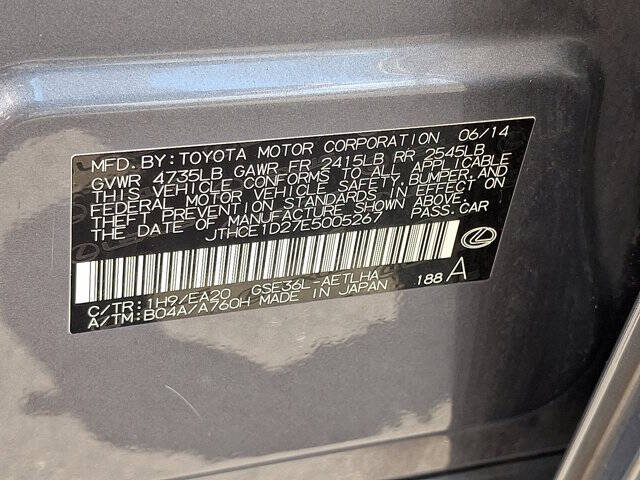 MFD. BY: TOYOTA MOTOR CORPORATION 06/14
GVWR 4735LB GAWR FR 2415LB RR 2545LB
THIS VEHICLE CONFORMS TO ALL APPLICABLE
FEDERAL MOTOR VEHICLE SAFETY, BUMPER, AND
THEFT PREVENTION STANDARDS IN EFFECT ON
THE DATE OF MANUFACTURE SHOWN ABOVE.
JTHCE1D27E5005267 PASS.CAR
C/TR: 1H9/EA20 GSE36L-AETLHA
A/TM: B04A/A760H MADE IN JAPAN 188 A